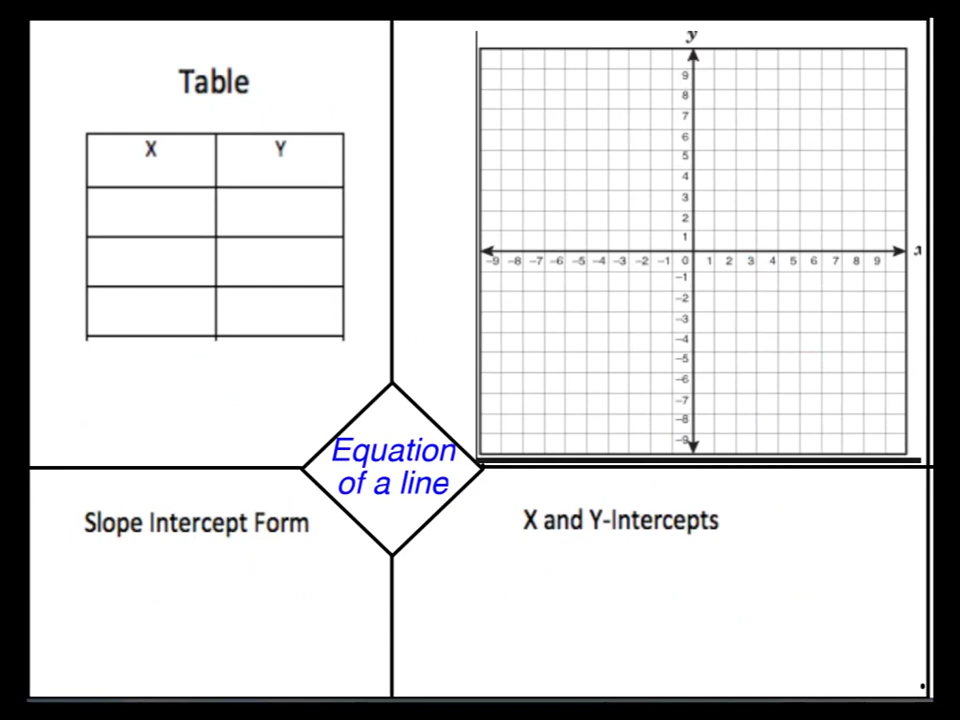 Table
X Y
y
9
8
7
6
5
4
3
2
1
x
-9 -8 -7 -6 -5 -4 -3 -2 -1 0 1 2 3 4 5 6 7 8 9
-1
-2
-3
-4
-5
-6
-7
-8
-9
Equation
of a line
Slope Intercept Form
X and Y-Intercepts